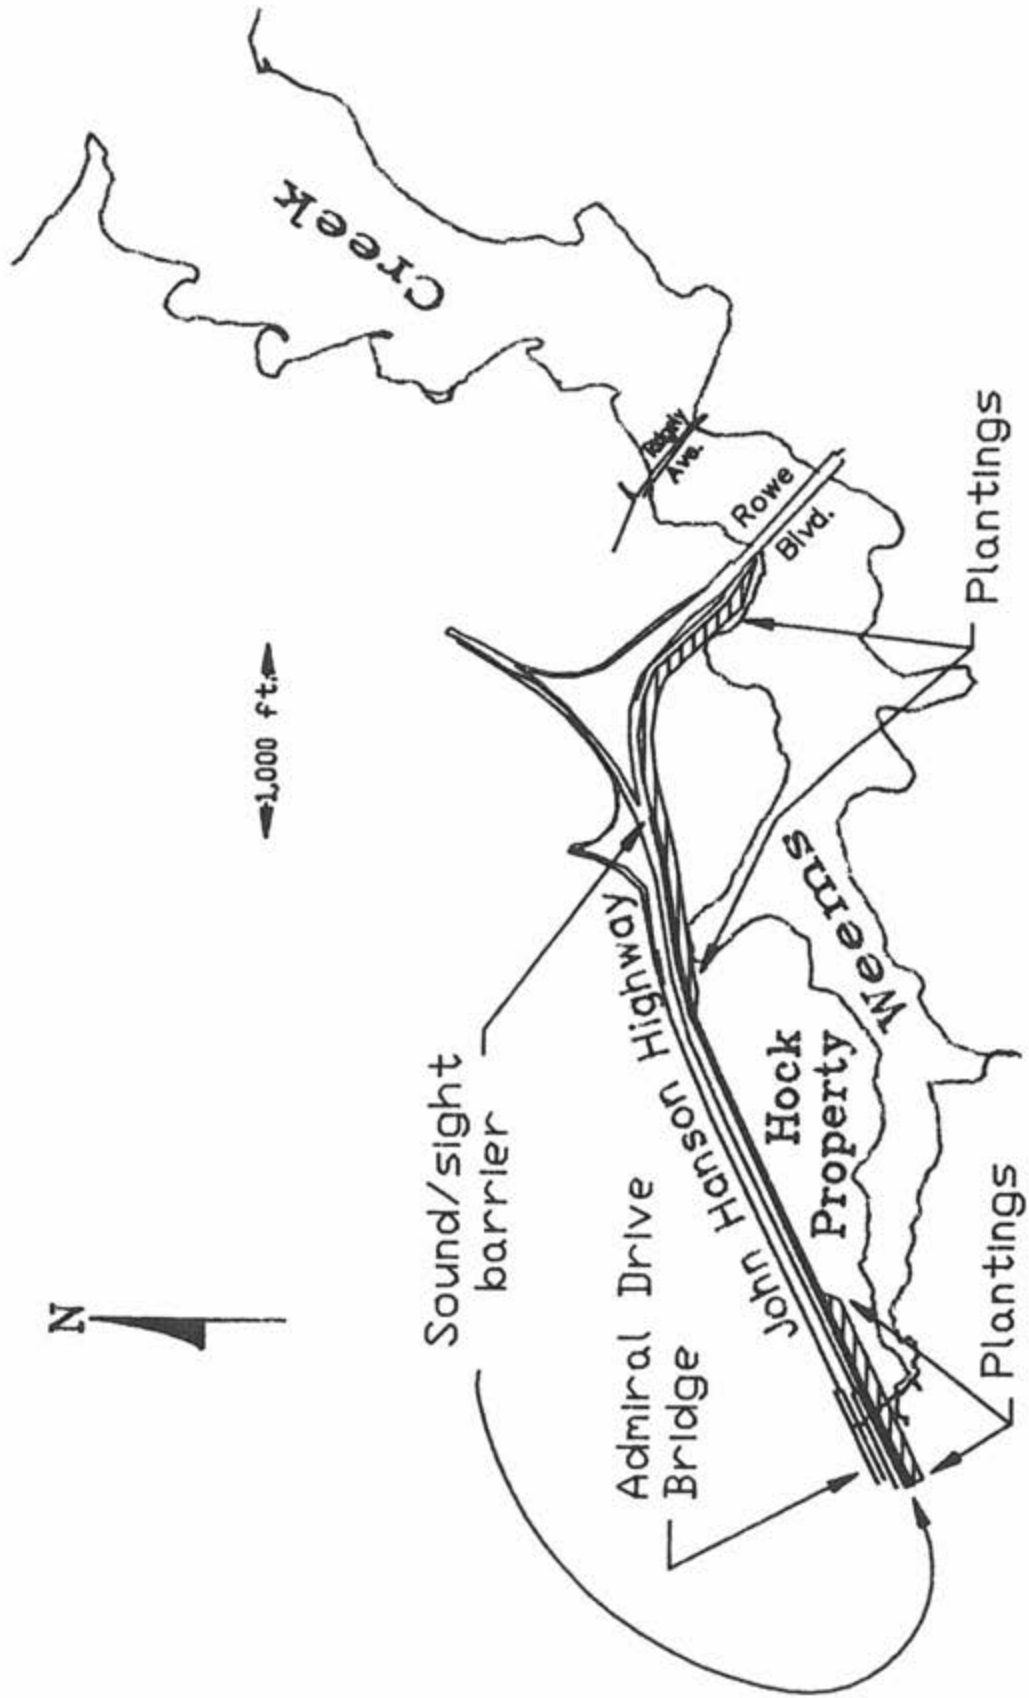 N
1,000 ft.
Creek
Sound/sight
barrier
John Hanson Highway
Ridgely
Ave.
Rowe
Blvd.
Admiral Drive
Bridge
Hock
Property
Weems
Plantings
Plantings